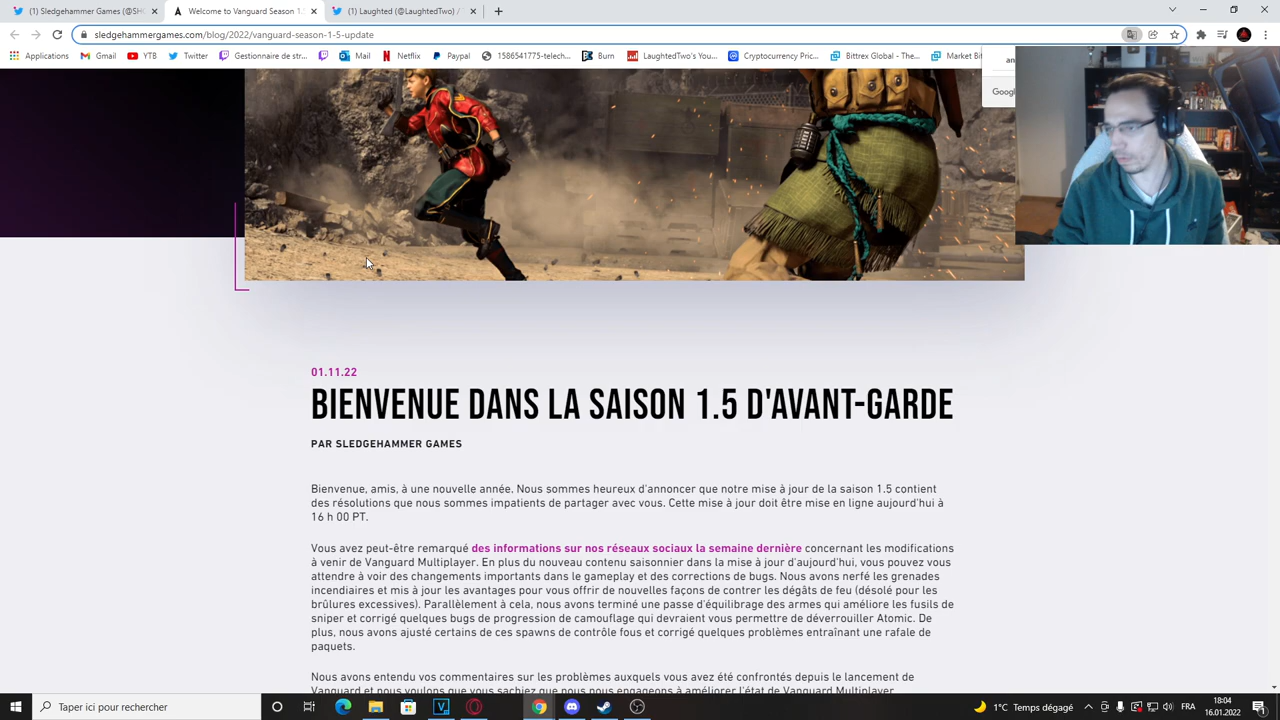 (1) Sledgehammer Games (@SH
Welcome to Vanguard Season 1.
(1) Laughted (@LaughtedTwo) /
sledgehammergames.com/blog/2022/vanguard-season-1-5-update
Applications
Gmail
YTB
Twitter
Gestionnaire de str...
Mail
Netflix
Paypal
1586541775-telech...
Burn
LaughtedTwo's You...
Cryptocurrency Pric...
Bittrex Global - The...
Market Bi
an
Googl
01.11.22
BIENVENUE DANS LA SAISON 1.5 D'AVANT-GARDE
PAR SLEDGEHAMMER GAMES
Bienvenue, amis, à une nouvelle année. Nous sommes heureux d'annoncer que notre mise à jour de la saison 1.5 contient
des résolutions que nous sommes impatients de partager avec vous. Cette mise à jour doit être mise en ligne aujourd'hui à
16 h 00 PT.
Vous avez peut-être remarqué des informations sur nos réseaux sociaux la semaine dernière concernant les modifications
à venir de Vanguard Multiplayer. En plus du nouveau contenu saisonnier dans la mise à jour d'aujourd'hui, vous pouvez vous
attendre à voir des changements importants dans le gameplay et des corrections de bugs. Nous avons nerfé les grenades
incendiaires et mis à jour les avantages pour vous offrir de nouvelles façons de contrer les dégâts de feu (désolé pour les
brûlures excessives). Parallèlement à cela, nous avons terminé une passe d'équilibrage des armes qui améliore les fusils de
sniper et corrigé quelques bugs de progression de camouflage qui devraient vous permettre de déverrouiller Atomic. De
plus, nous avons ajusté certains de ces spawns de contrôle fous et corrigé quelques problèmes entraînant une rafale de
paquets.
Nous avons entendu vos commentaires sur les problèmes auxquels vous avez été confrontés depuis le lancement de
Vanguard et nous voulons que vous sachiez que nous nous engageons à améliorer l'état de Vanguard Multiplayer
Taper ici pour rechercher
1°C Temps dégagé
FRA
18:04
16.01.2022